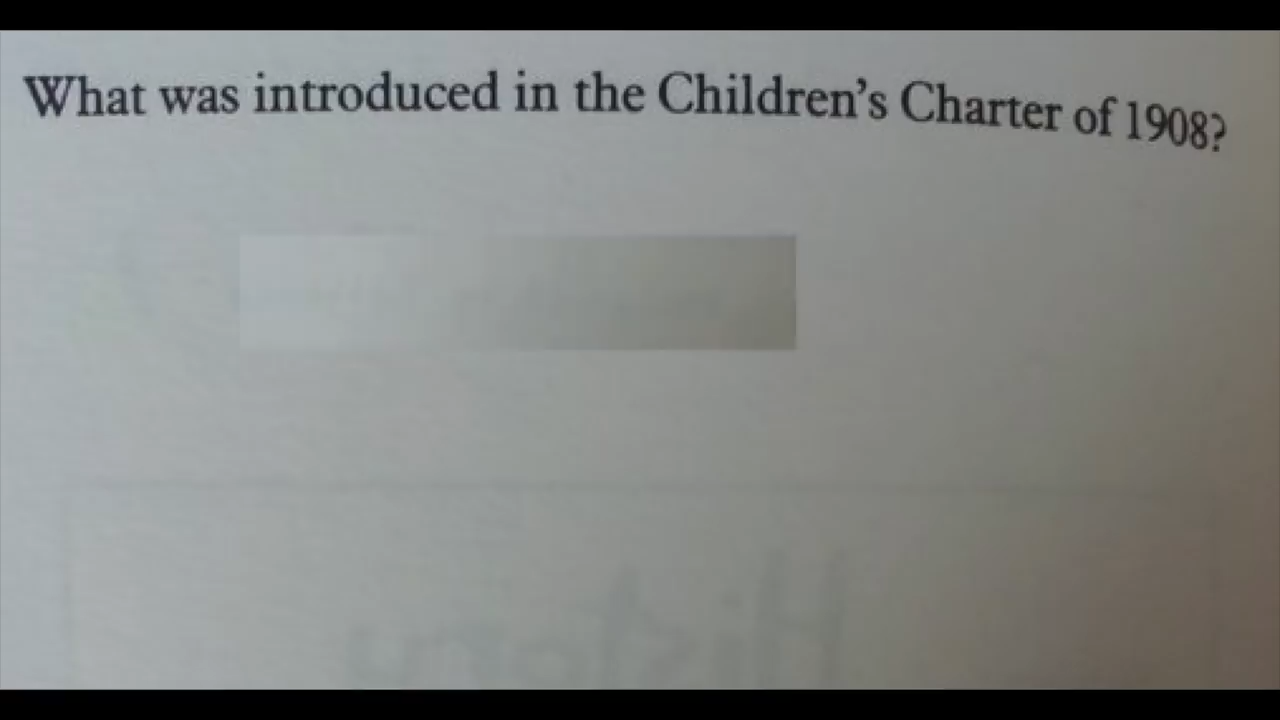 What was introduced in the Children's Charter of 1908?